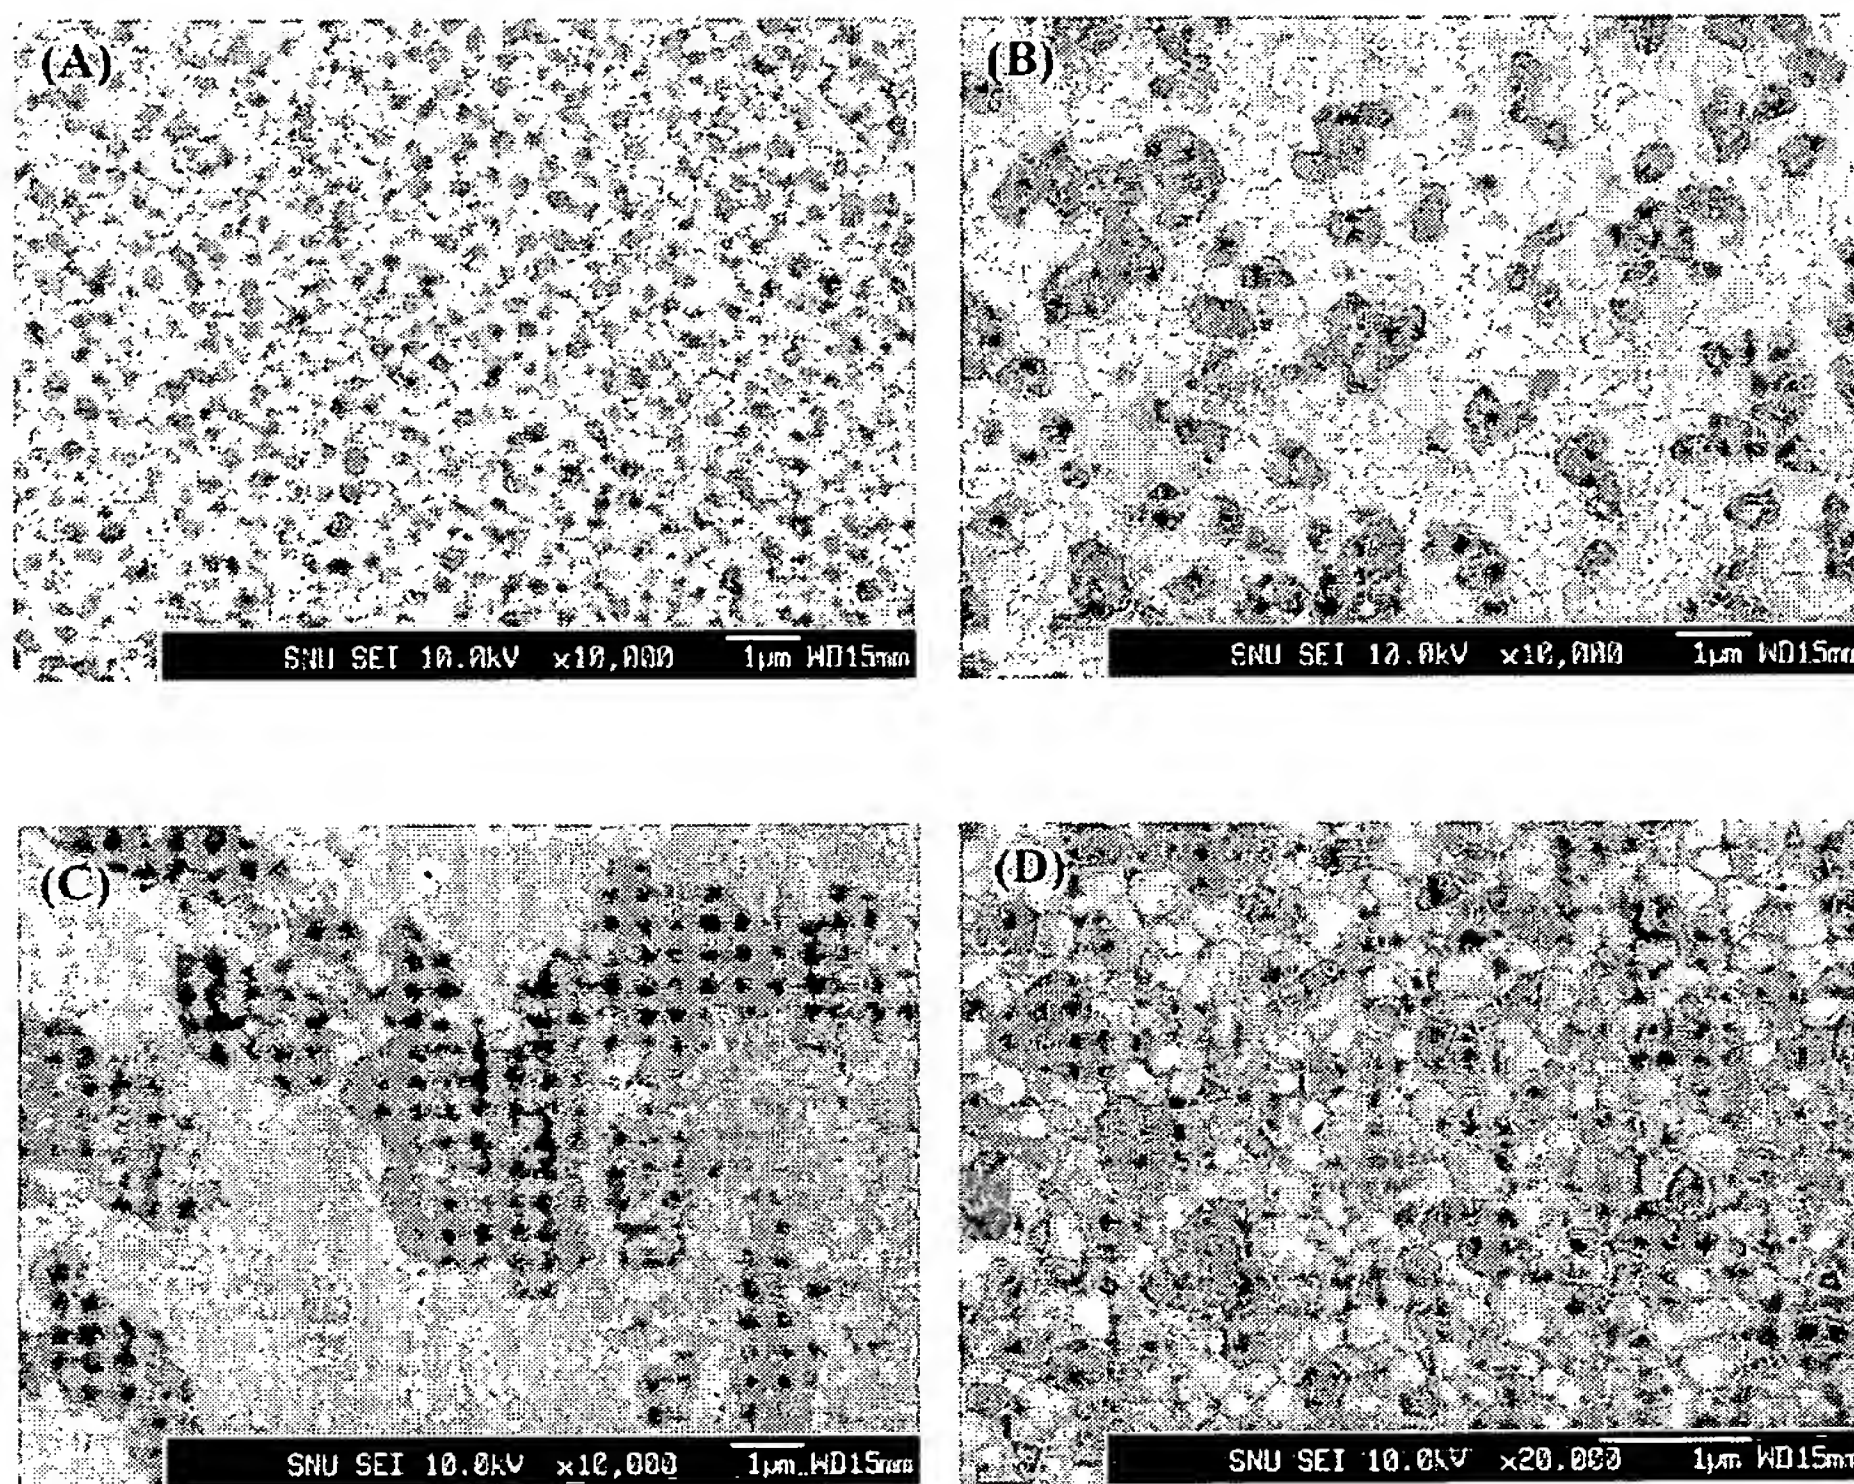 (A)
SNU SEI 10.0kV x10,000 1μm WD15mm
(B)
SNU SEI 10.0kV x10,000 1μm WD15mm
(C)
SNU SEI 10.0kV x10,000 1μm WD15mm
(D)
SNU SEI 10.0kV x20,000 1μm WD15mm